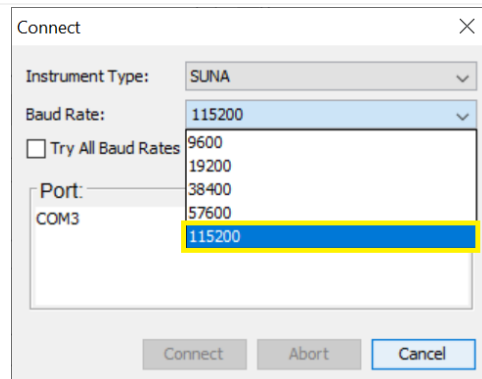 Connect
Instrument Type: SUNA
Baud Rate: 115200
Try All Baud Rates
9600
19200
38400
57600
115200
Port:
COM3
Connect Abort Cancel